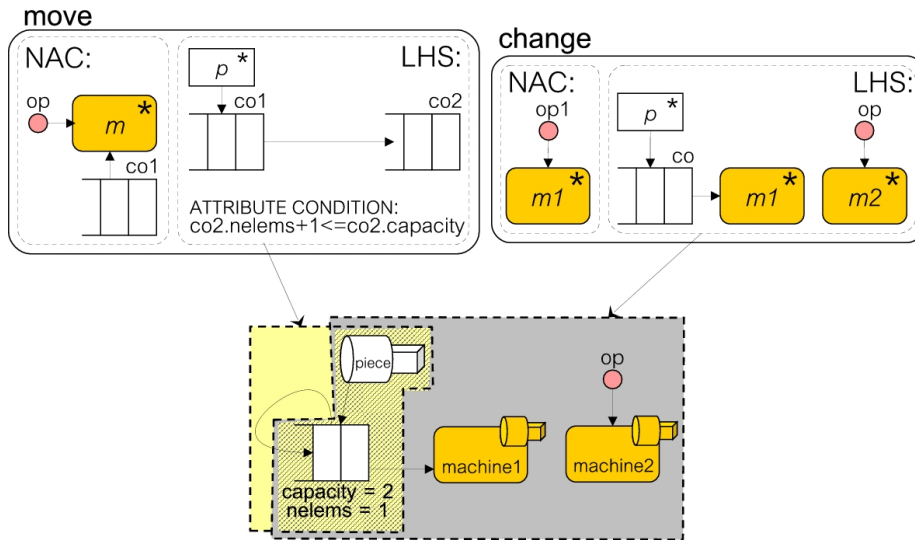 move
NAC:
op
m *
co1
LHS:
p *
co1
co2
ATTRIBUTE CONDITION:
co2.nelems+1<=co2.capacity
change
NAC:
op1
m1 *
LHS:
p *
co
m1 *
op
m2 *
piece
capacity = 2
nelems = 1
machine1
op
machine2